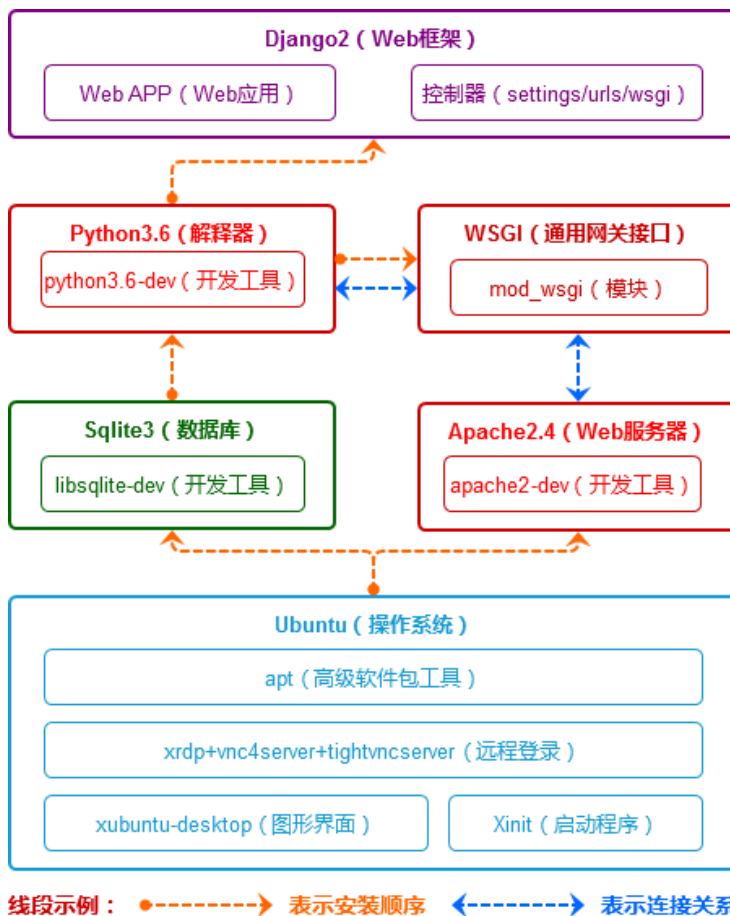 Django2（Web框架）
Web APP（Web应用）
控制器（settings/urls/wsgi）
Python3.6（解释器）
python3.6-dev（开发工具）
WSGI（通用网关接口）
mod_wsgi（模块）
Sqlite3（数据库）
libsqlite-dev（开发工具）
Apache2.4（Web服务器）
apache2-dev（开发工具）
Ubuntu（操作系统）
apt（高级软件包工具）
xrdp+vnc4server+tightvncserver（远程登录）
xubuntu-desktop（图形界面）
Xinit（启动程序）
线段示例： 表示安装顺序 表示连接关系